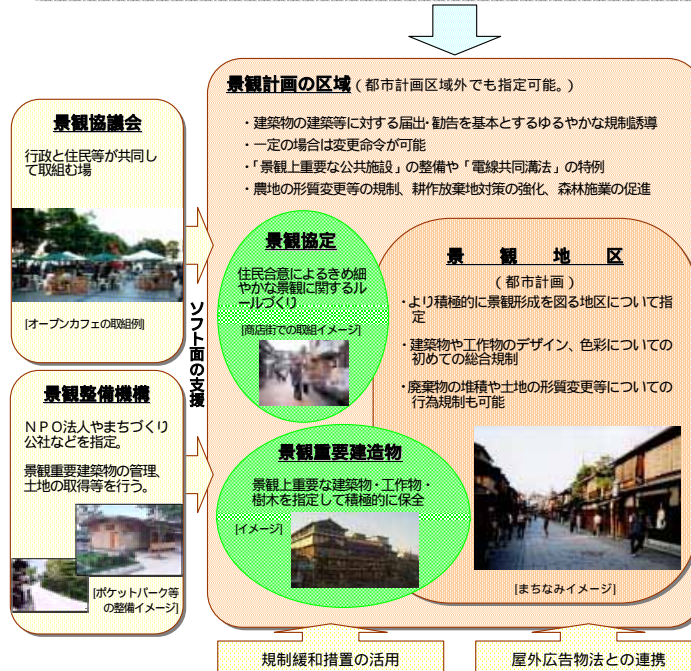 景観計画の区域（都市計画区域外でも指定可能。）
・建築物の建築等に対する届出・勧告を基本とするゆるやかな規制誘導
・一定の場合は変更命令が可能
・「景観上重要な公共施設」の整備や「電線共同溝法」の特例
・農地の形質変更等の規制、耕作放棄地対策の強化、森林施業の促進
景観協議会
行政と住民等が共同し
て取組む場
[オープンカフェの取組例]
景観整備機構
ＮＰＯ法人やまちづくり
公社などを指定。
景観重要建築物の管理、
土地の取得等を行う。
[ポケットパーク等
の整備イメージ]
ソフト面の支援
景観協定
住民合意によるきめ細
やかな景観に関するル
ールづくり
[商店街での取組イメージ]
景観重要建造物
景観上重要な建築物・工作物・
樹木を指定して積極的に保全
[イメージ]
景観地区
（都市計画）
・より積極的に景観形成を図る地区について指
定
・建築物や工作物のデザイン、色彩についての
初めての総合規制
・廃棄物の堆積や土地の形質変更等についての
行為規制も可能
[まちなみイメージ]
規制緩和措置の活用
屋外広告物法との連携